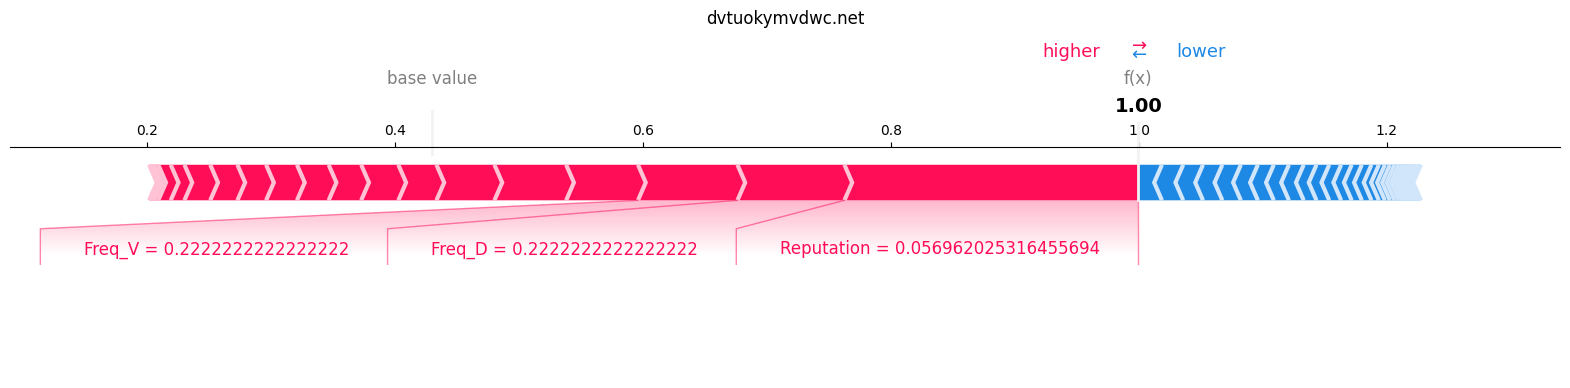 dvtuokymvdwc.net
higher ⇄ lower
base value f(x)
1.00
0.2 0.4 0.6 0.8 1.0 1.2
Freq_V = 0.2222222222222222 Freq_D = 0.2222222222222222 Reputation = 0.056962025316455694